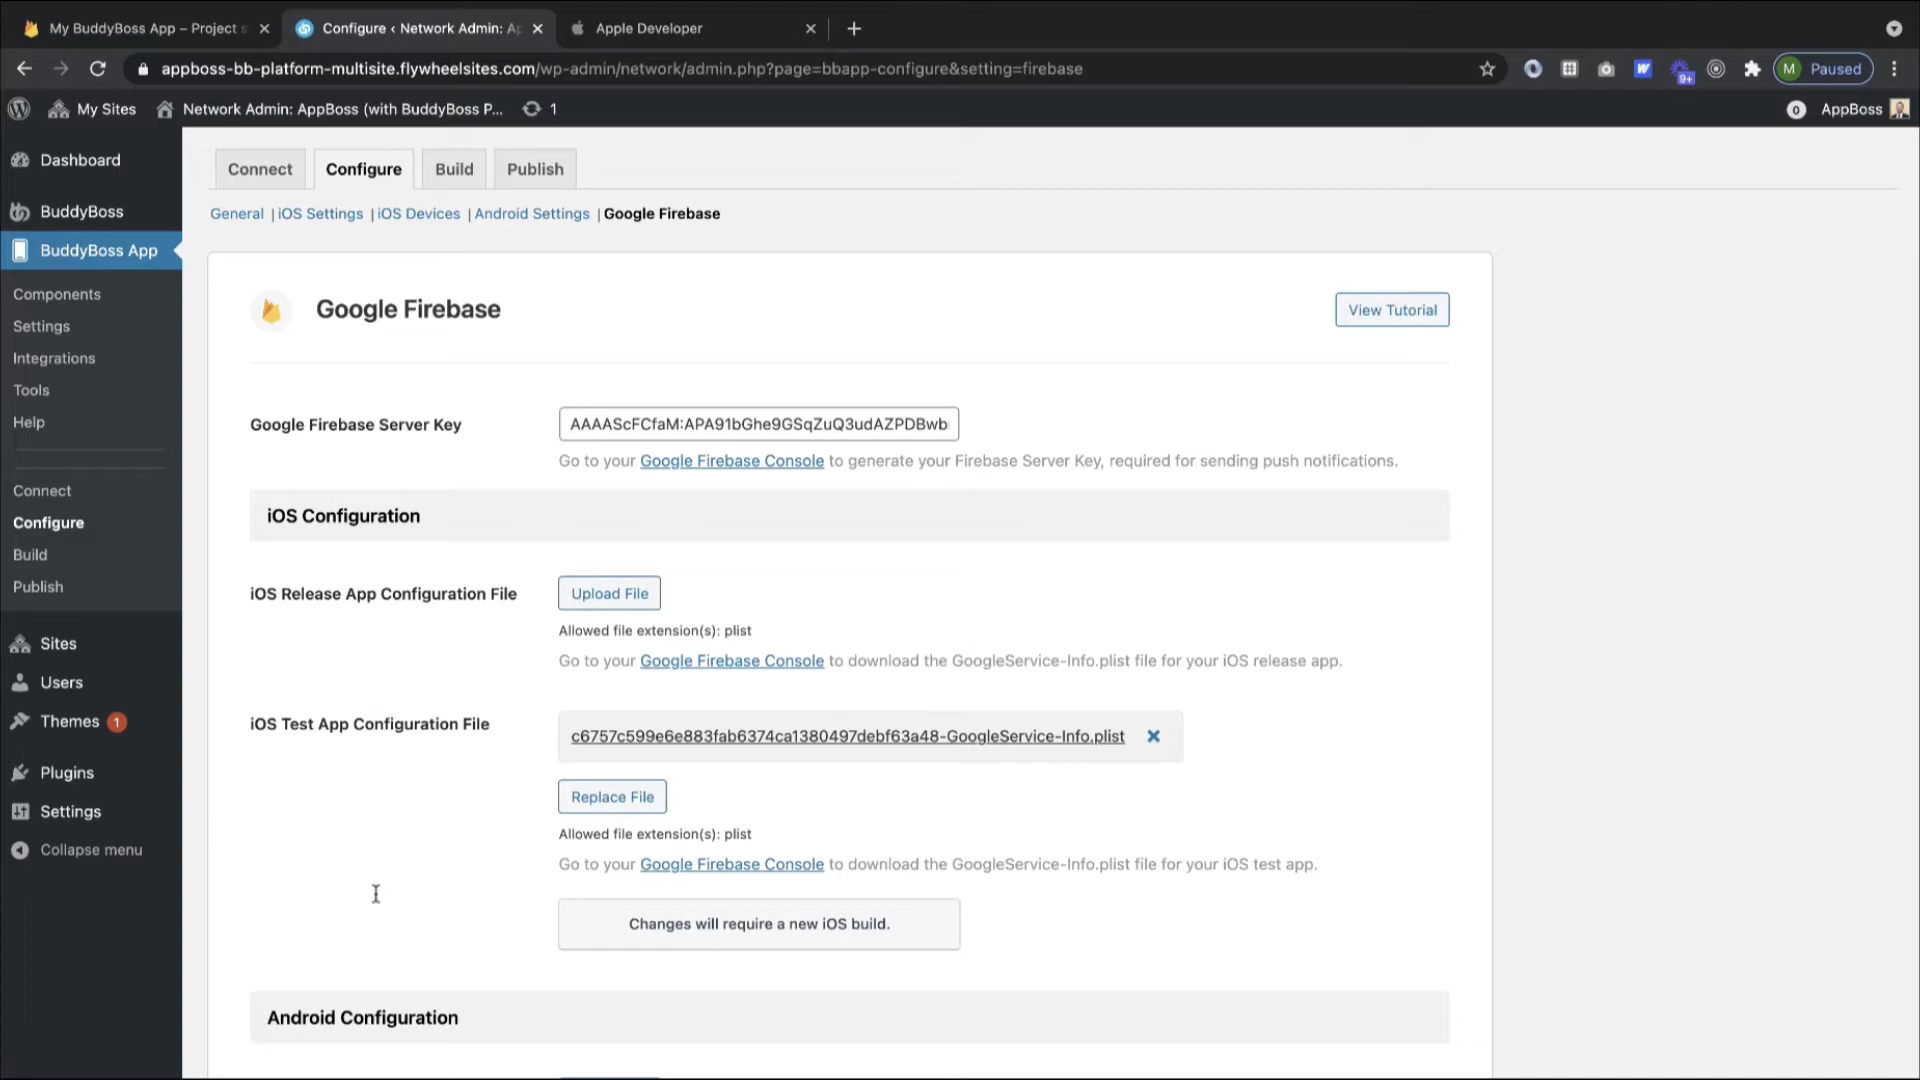 My BuddyBoss App – Project s
Configure ‹ Network Admin: Ap
Apple Developer
appboss-bb-platform-multisite.flywheelsites.com/wp-admin/network/admin.php?page=bbapp-configure&setting=firebase
9+
M Paused
My Sites
Network Admin: AppBoss (with BuddyBoss P...
1
0
AppBoss
Dashboard
BuddyBoss
BuddyBoss App
Components
Settings
Integrations
Tools
Help
Connect
Configure
Build
Publish
Sites
Users
Themes 1
Plugins
Settings
Collapse menu
Connect
Configure
Build
Publish
General | iOS Settings | iOS Devices | Android Settings | Google Firebase
Google Firebase
View Tutorial
Google Firebase Server Key
AAAAScFCfaM:APA91bGhe9GSqZuQ3udAZPDBwb
Go to your Google Firebase Console to generate your Firebase Server Key, required for sending push notifications.
iOS Configuration
iOS Release App Configuration File
Upload File
Allowed file extension(s): plist
Go to your Google Firebase Console to download the GoogleService-Info.plist file for your iOS release app.
iOS Test App Configuration File
c6757c599e6e883fab6374ca1380497debf63a48-GoogleService-Info.plist
Replace File
Allowed file extension(s): plist
Go to your Google Firebase Console to download the GoogleService-Info.plist file for your iOS test app.
Changes will require a new iOS build.
Android Configuration